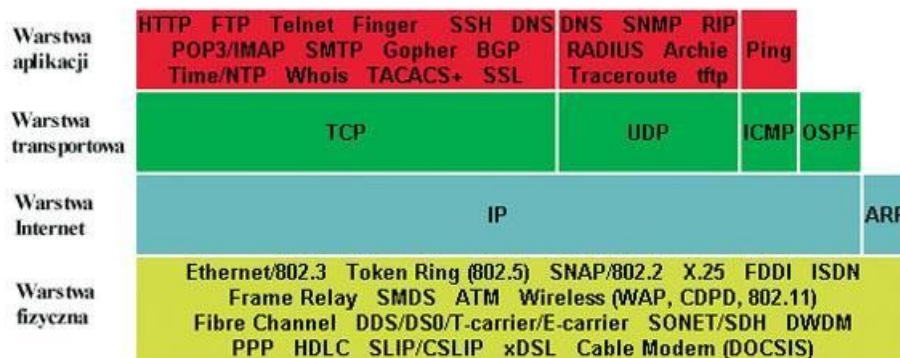 Warstwa aplikacji
HTTP FTP Telnet Finger SSH DNS
POP3/IMAP SMTP Gopher BGP
Time/NTP Whois TACACS+ SSL
DNS SNMP RIP
RADIUS Archie
Traceroute tftp
Ping
Warstwa transportowa
TCP
UDP
ICMP
OSPF
Warstwa Internet
IP
ARP
Warstwa fizyczna
Ethernet/802.3 Token Ring (802.5) SNAP/802.2 X.25 FDDI ISDN
Frame Relay SMDS ATM Wireless (WAP, CDPD, 802.11)
Fibre Channel DDS/DS0/T-carrier/E-carrier SONET/SDH DWDM
PPP HDLC SLIP/CSLIP xDSL Cable Modem (DOCSIS)